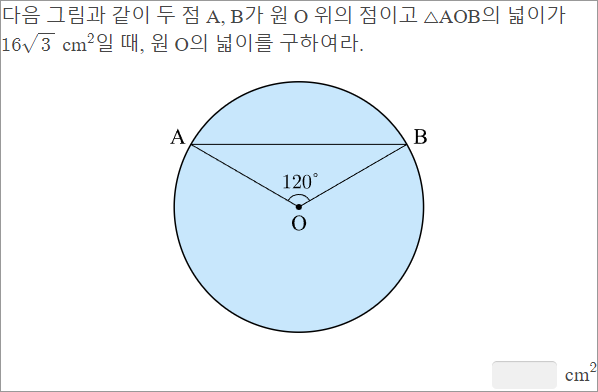 다음 그림과 같이 두 점 A, B가 원 O 위의 점이고 △AOB의 넓이가
16√3 cm²일 때, 원 O의 넓이를 구하여라.
A
B
120°
O
cm²